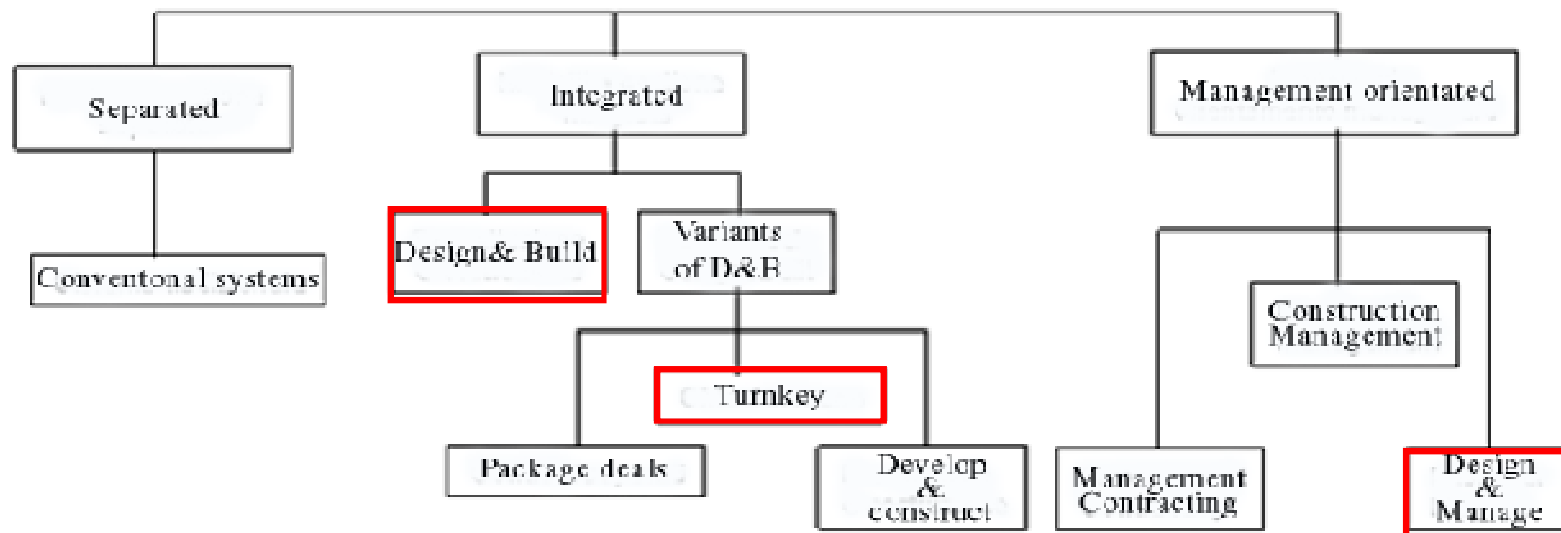 Separated
Integrated
Management orientated
Design& Build
Variants
of D&B
Conventonal systems
Construction
Management
Turnkey
Package deals
Develop
&
construct
Management
Contracting
Design
&
Manage